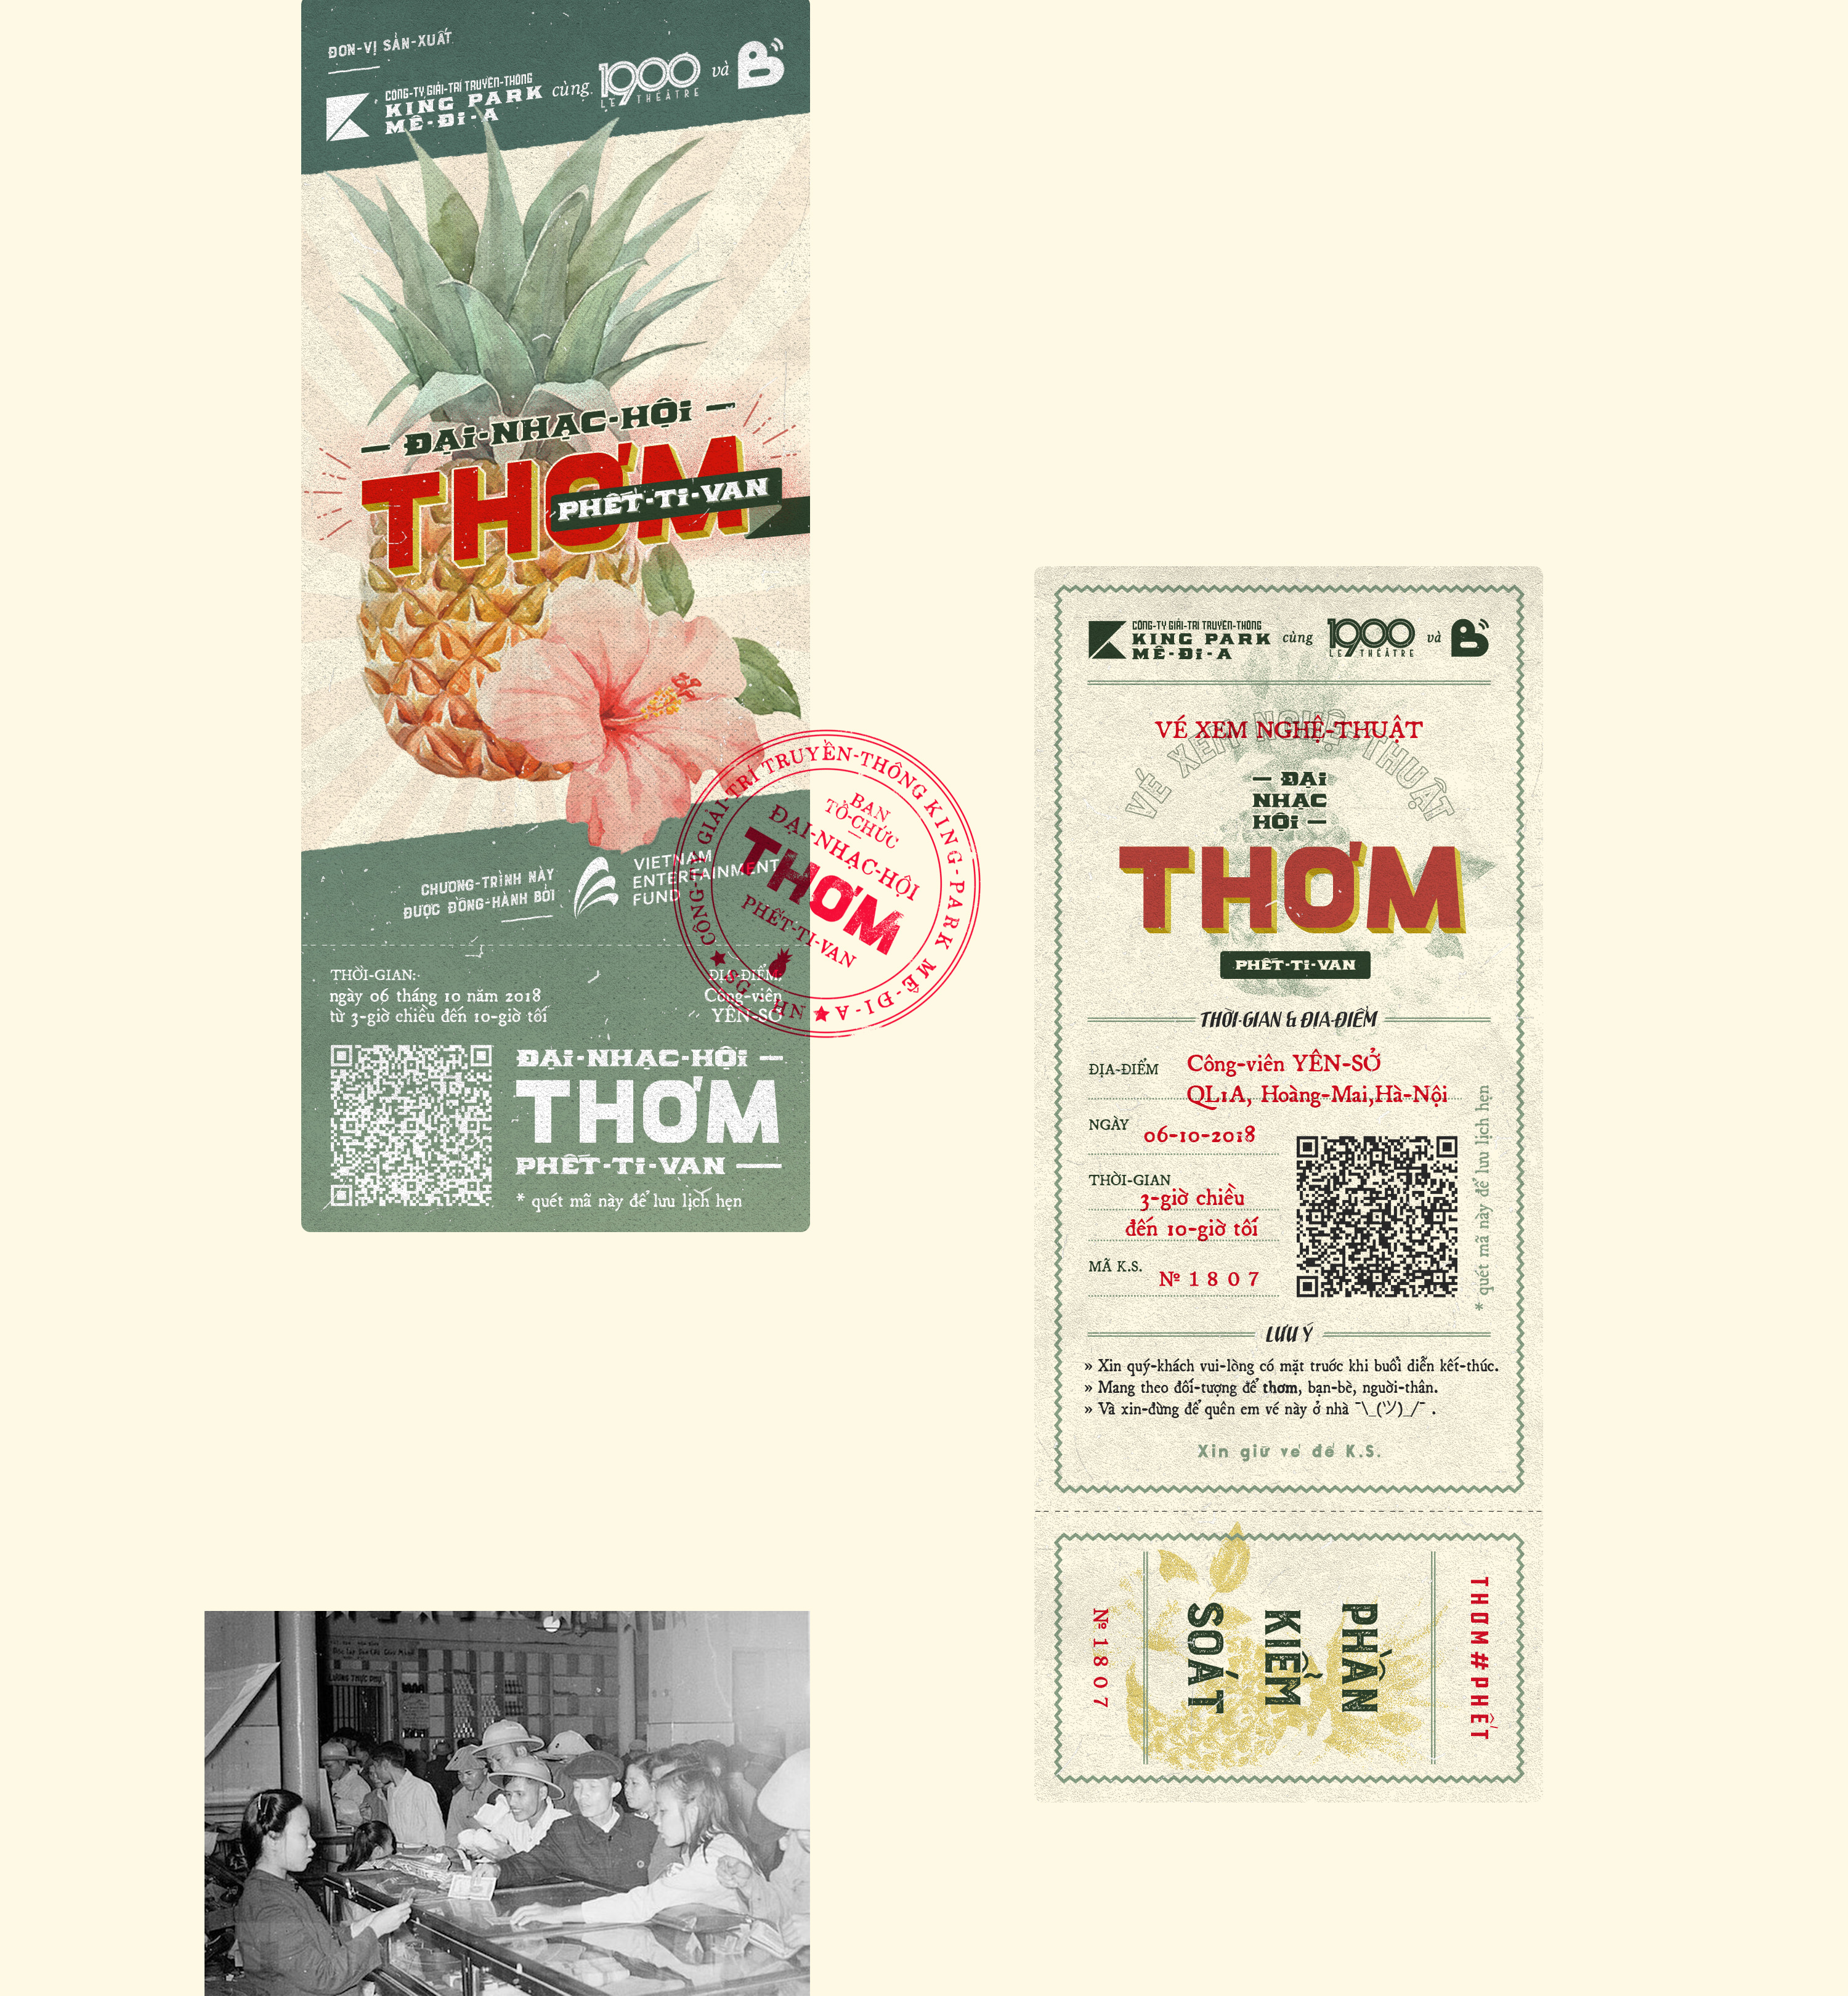 ĐƠN-VỊ SẢN-XUẤT
CÔNG-TY GIẢI-TRÍ TRUYỀN-THÔNG
KING PARK
MÊ-Đi-A
cùng
1900
LE THÉÂTRE
và
B
— ĐẠi-NHẠC-HỘi —
THƠM
PHẾT-Ti-VAN
CHƯƠNG-TRÌNH NÀY
ĐƯỢC ĐỒNG-HÀNH BỞI
VIETNAM
ENTERTAINMENT
FUND
CÔNG-TY GIẢI-TRÍ TRUYỀN-THÔNG KING-PARK MÊ-ĐI-A ★ NH - SG ★
BAN
TỔ-CHỨC
ĐẠI-NHẠC-HỘI
THƠM
PHẾT-TI-VAN
THỜI-GIAN:
ngày 06 tháng 10 năm 2018
từ 3-giờ chiều đến 10-giờ tối
ĐỊA-ĐIỂM:
Công-viên
YÊN-SỞ
ĐẠi-NHẠC-HỘi —
THƠM
PHẾT-Ti-VAN —
* quét mã này để lưu lịch hẹn
CÔNG-TY GIẢI-TRÍ TRUYỀN-THÔNG
KING PARK
MÊ-Đi-A
cùng
1900
LE THÉÂTRE
và
B
VÉ XEM NGHỆ-THUẬT
VÉ XEM NGHỆ-THUẬT
— ĐẠi
NHẠC
HỘi —
THƠM
PHẾT-Ti-VAN
THỜI-GIAN & ĐỊA-ĐIỂM
ĐỊA-ĐIỂM
Công-viên YÊN-SỞ
QL1A, Hoàng-Mai,Hà-Nội
NGÀY
06-10-2018
THỜI-GIAN
3-giờ chiều
đến 10-giờ tối
MÃ K.S.
№ 1807
* quét mã này để lưu lịch hẹn
LƯU Ý
» Xin quý-khách vui-lòng có mặt trước khi buổi diễn kết-thúc.
» Mang theo đối-tượng để thơm, bạn-bè, người-thân.
» Và xin-đừng để quên em vé này ở nhà ¯\_(ツ)_/¯ .
Xin giữ vé để K.S.
THƠM#PHẾT
PHẦN
KIỂM
SOÁT
№ 1807